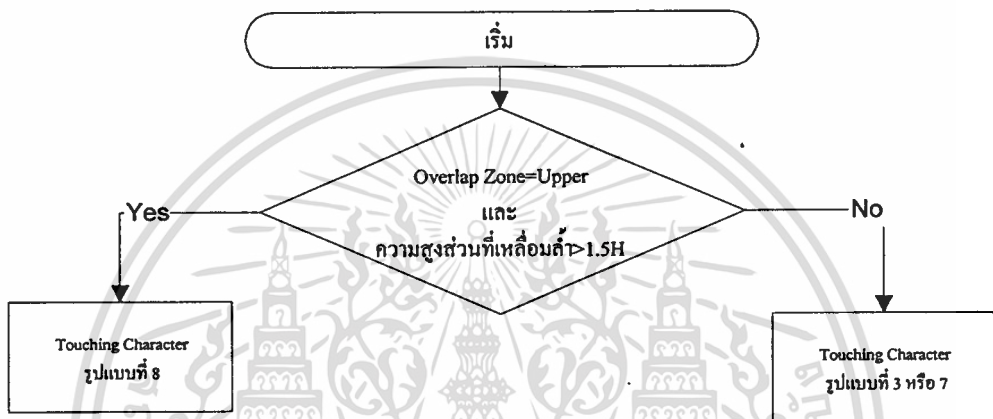 เริ่ม
Overlap Zone=Upper
และ
ความสูงส่วนที่เหลื่อมล้ำ>1.5H
Yes
No
Touching Character
รูปแบบที่ 8
Touching Character
รูปแบบที่ 3 หรือ 7